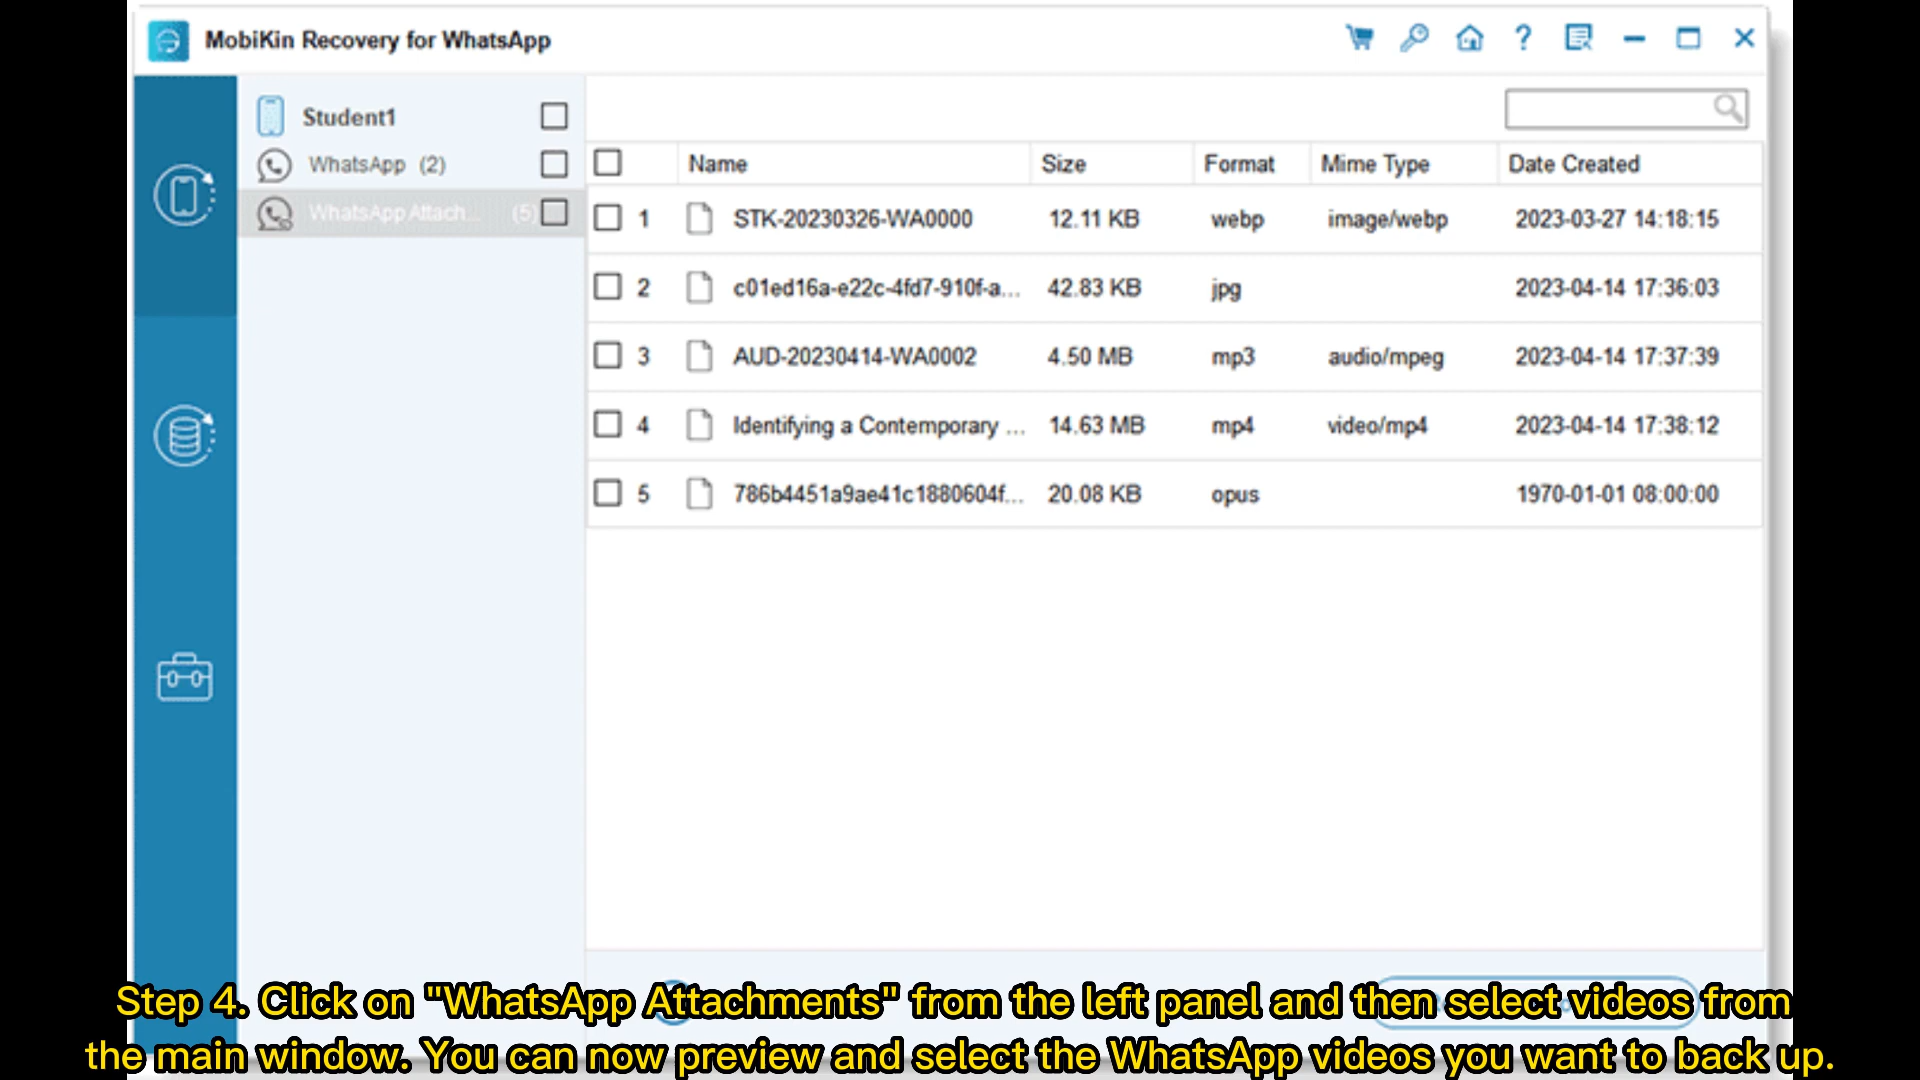 MobiKin Recovery for WhatsApp
Student1
WhatsApp (2)
WhatsApp Attach... (5)
Name Size Format Mime Type Date Created
1 STK-20230326-WA0000 12.11 KB webp image/webp 2023-03-27 14:18:15
2 c01ed16a-e22c-4fd7-910f-a... 42.83 KB jpg 2023-04-14 17:36:03
3 AUD-20230414-WA0002 4.50 MB mp3 audio/mpeg 2023-04-14 17:37:39
4 Identifying a Contemporary ... 14.63 MB mp4 video/mp4 2023-04-14 17:38:12
5 786b4451a9ae41c1880604f... 20.08 KB opus 1970-01-01 08:00:00
Step 4. Click on "WhatsApp Attachments" from the left panel and then select videos from
the main window. You can now preview and select the WhatsApp videos you want to back up.